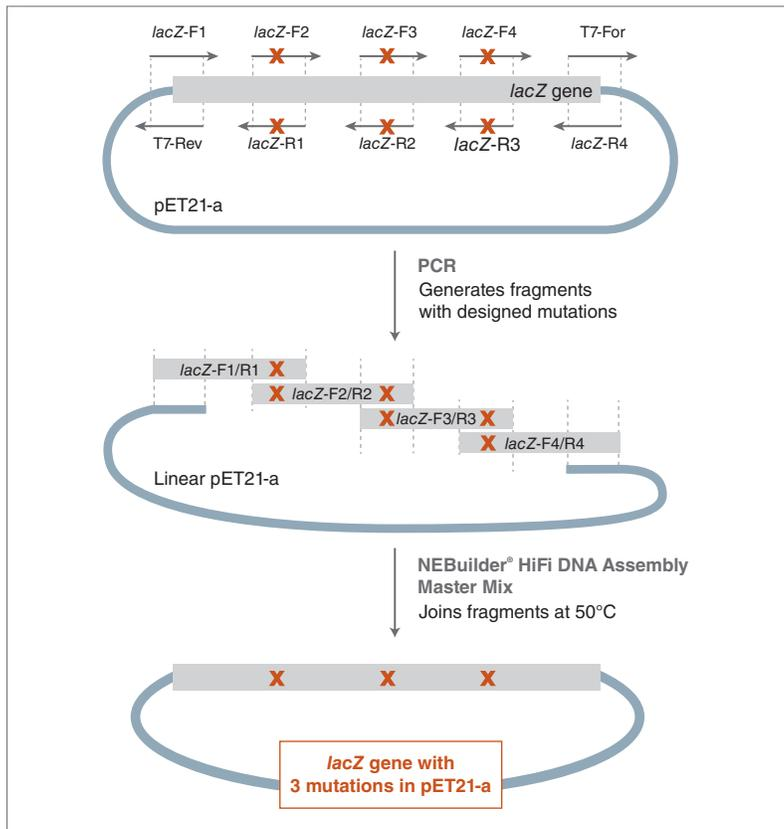 lacZ-F1 lacZ-F2 lacZ-F3 lacZ-F4 T7-For
lacZ gene
T7-Rev lacZ-R1 lacZ-R2 lacZ-R3 lacZ-R4
pET21-a
PCR
Generates fragments
with designed mutations
lacZ-F1/R1
lacZ-F2/R2
lacZ-F3/R3
lacZ-F4/R4
Linear pET21-a
NEBuilder® HiFi DNA Assembly
Master Mix
Joins fragments at 50°C
lacZ gene with
3 mutations in pET21-a